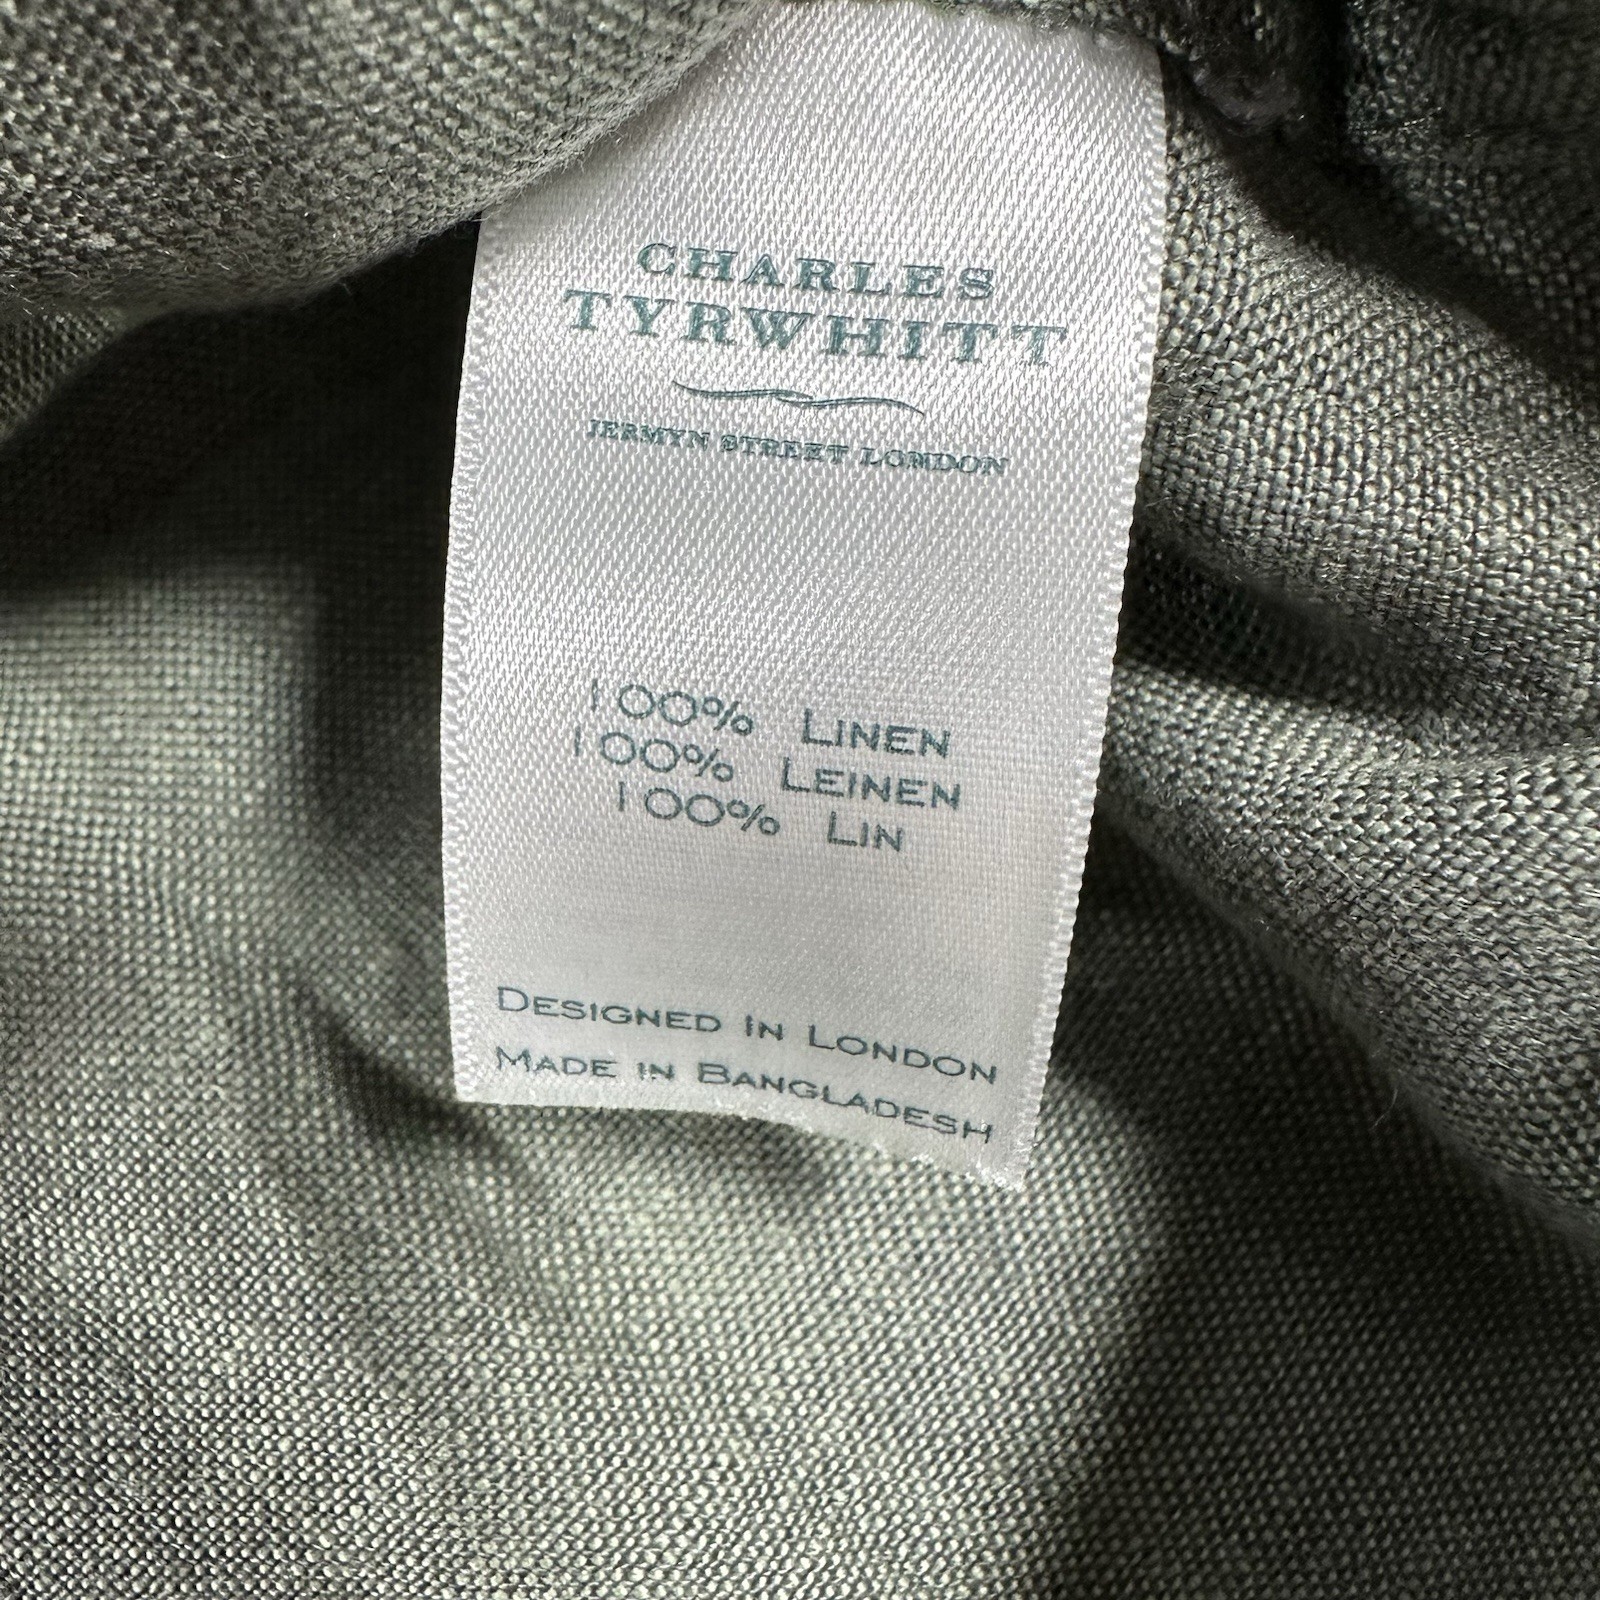 CHARLES
TYRWHITT
JERMYN STREET LONDON
100% LINEN
100% LEINEN
100% LIN
DESIGNED IN LONDON
MADE IN BANGLADESH